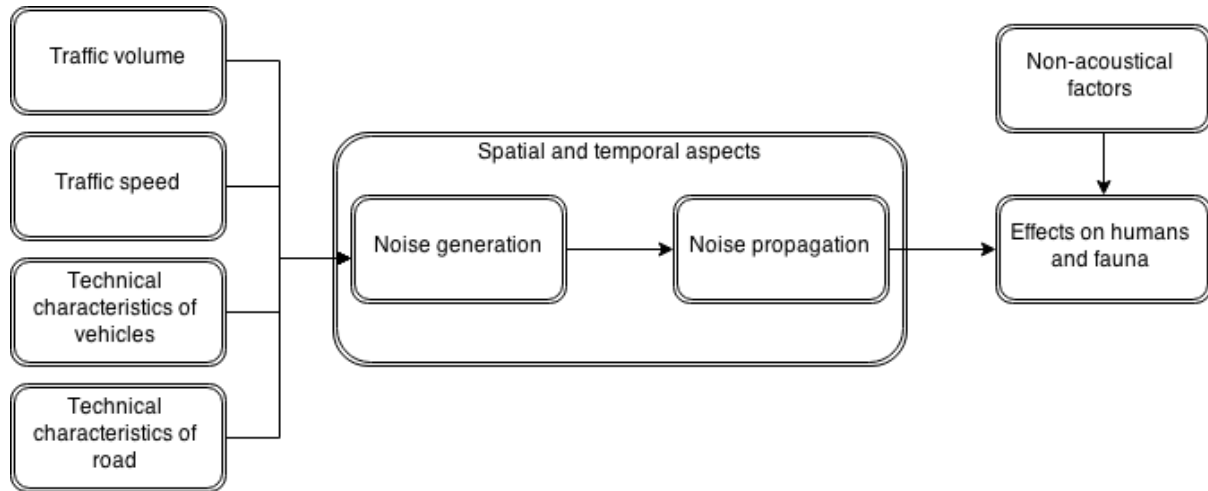 Traffic volume
Traffic speed
Technical
characteristics of
vehicles
Technical
characteristics of
road
Spatial and temporal aspects
Noise generation
Noise propagation
Non-acoustical
factors
Effects on humans
and fauna